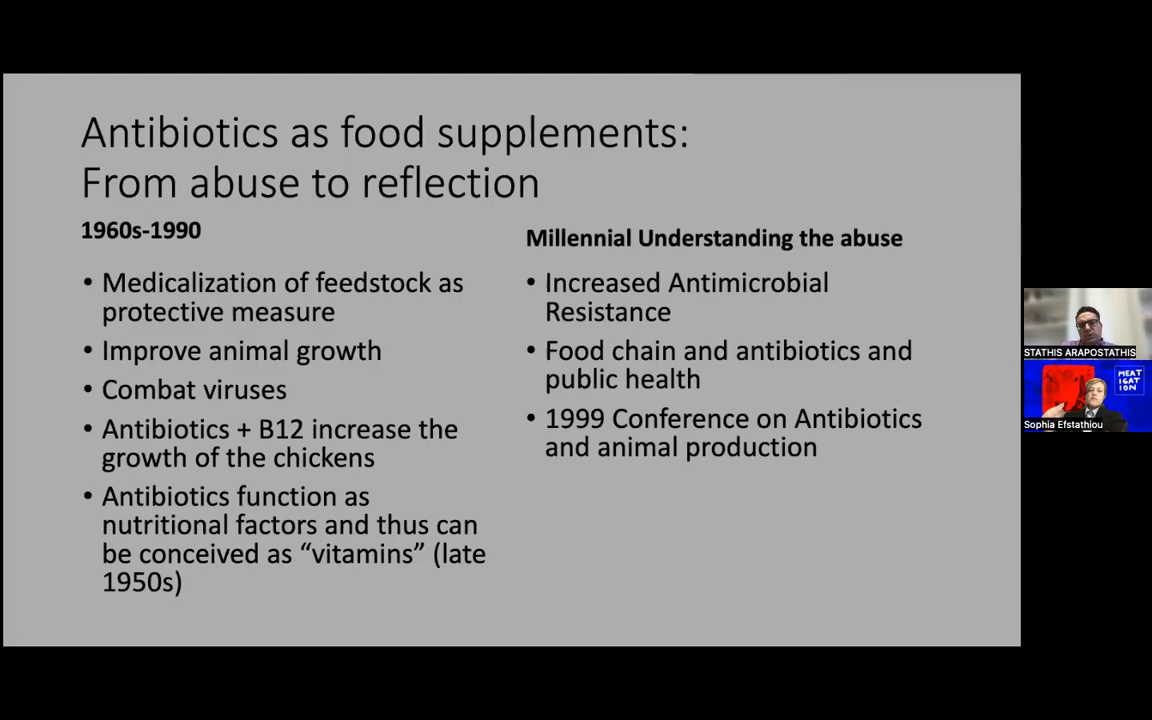 Antibiotics as food supplements:
From abuse to reflection
1960s-1990
• Medicalization of feedstock as
protective measure
• Improve animal growth
• Combat viruses
• Antibiotics + B12 increase the
growth of the chickens
• Antibiotics function as
nutritional factors and thus can
be conceived as “vitamins” (late
1950s)
Millennial Understanding the abuse
• Increased Antimicrobial
Resistance
• Food chain and antibiotics and
public health
• 1999 Conference on Antibiotics
and animal production
STATHIS ARAPOSTATHIS
MEAT
IGAT
ION
Sophia Efstathiou